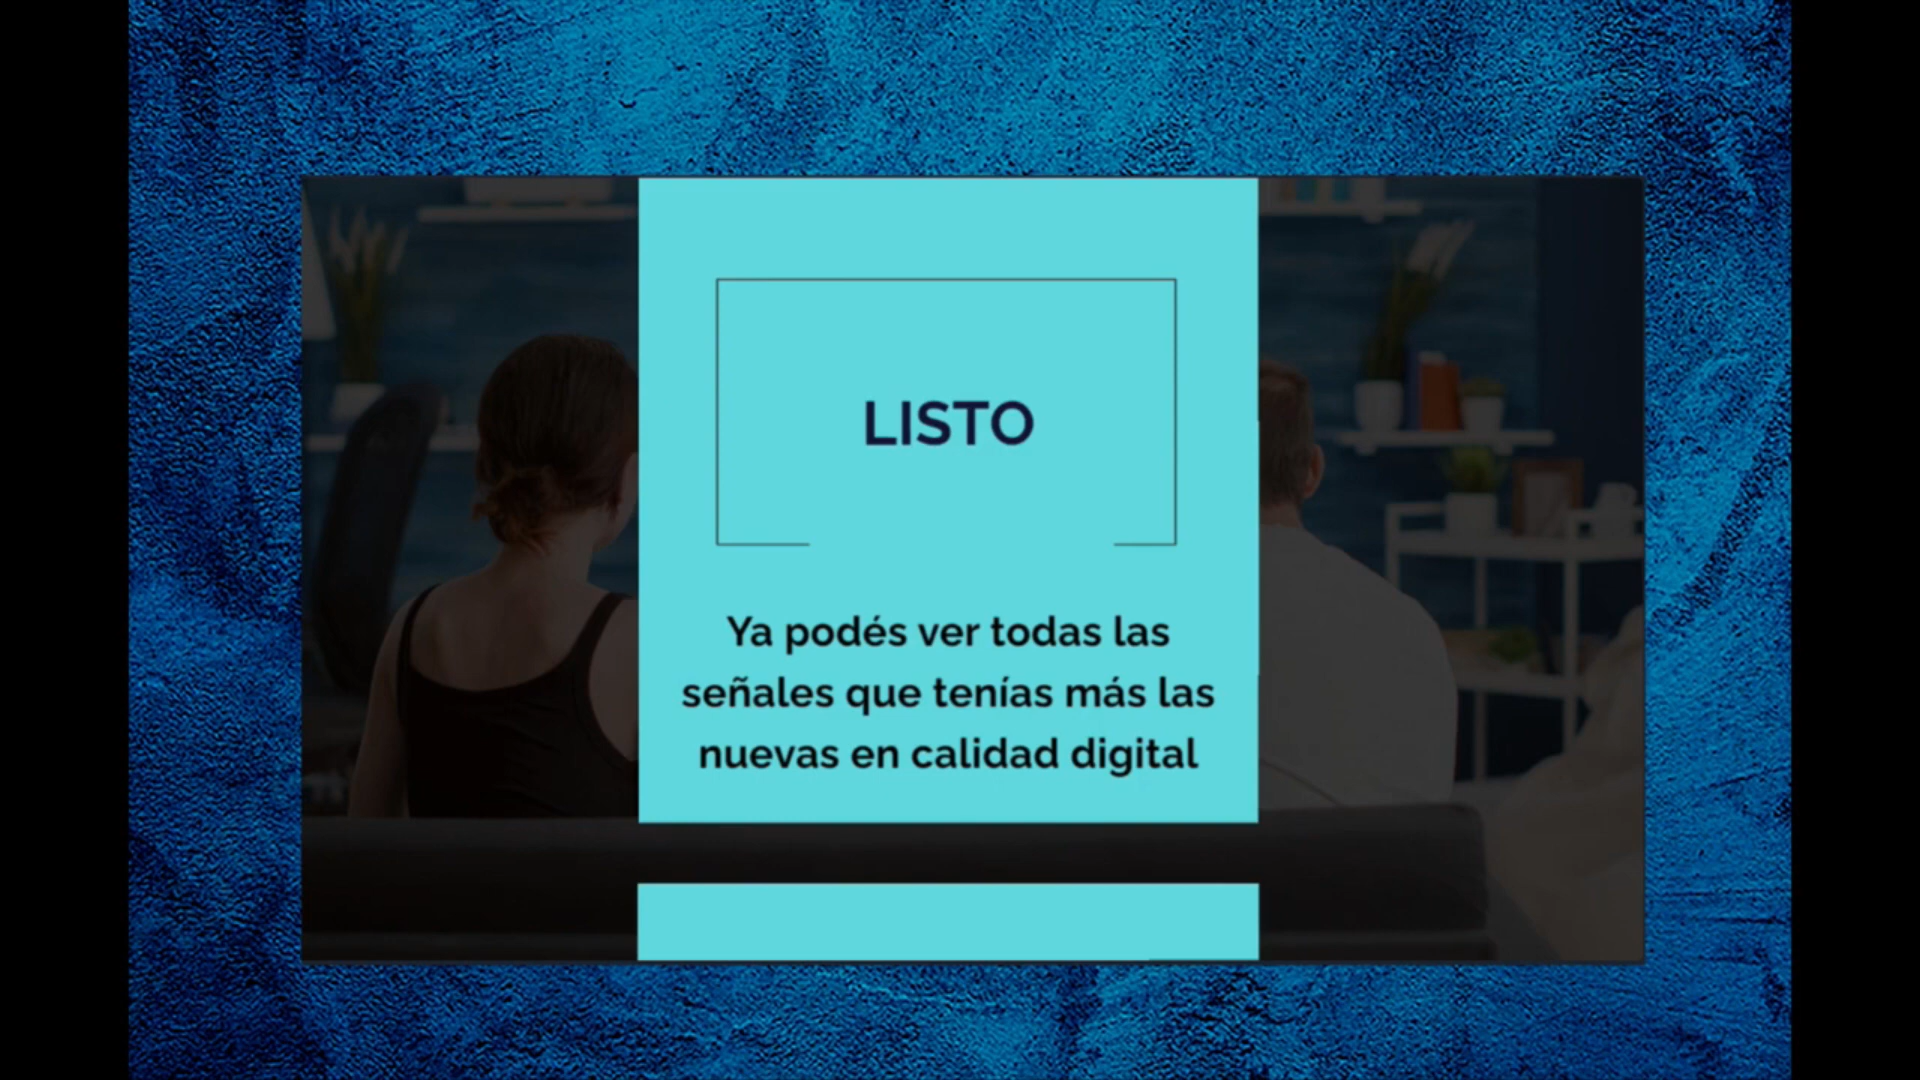 LISTO
Ya podés ver todas las
señales que tenías más las
nuevas en calidad digital